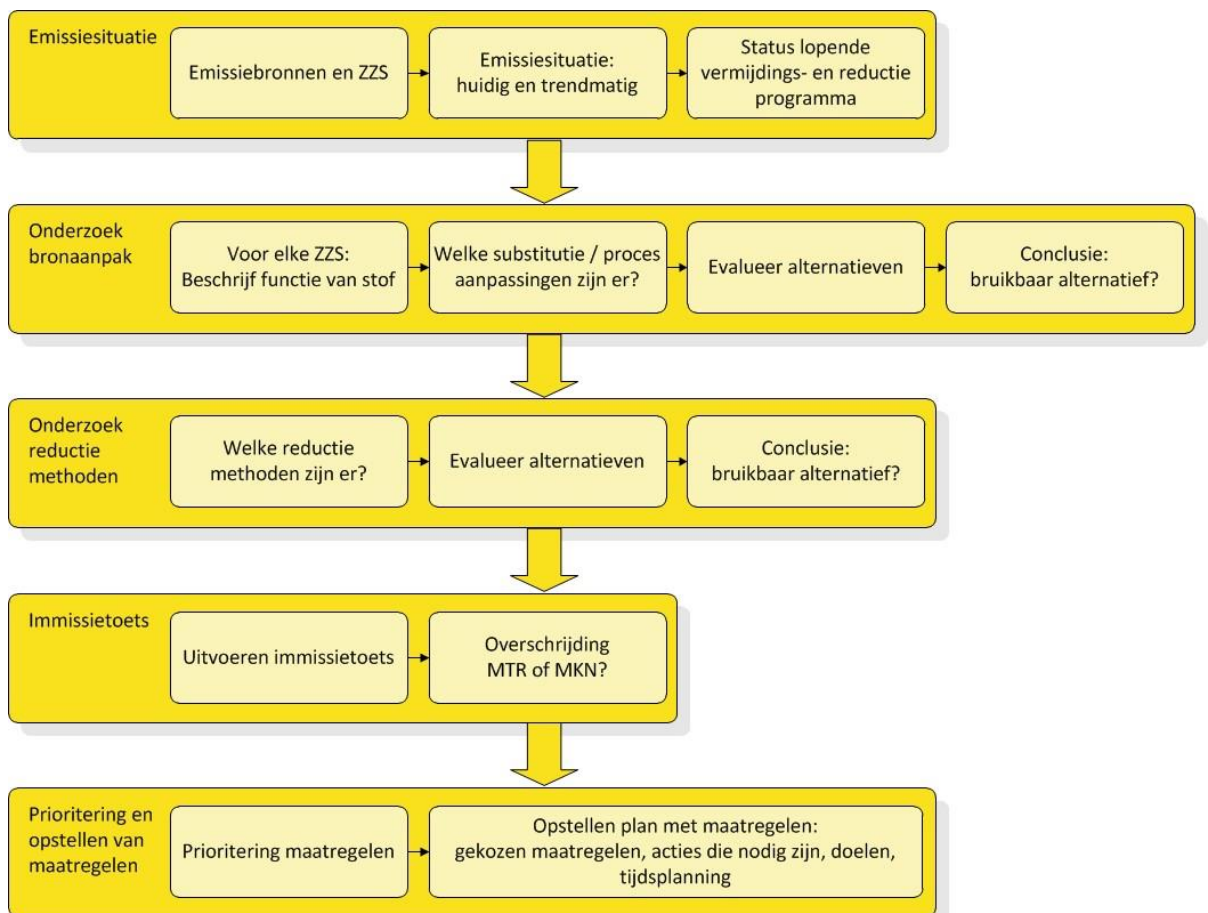 Emissiesituatie
Emissiebronnen en ZZS
Emissiesituatie:
huidig en trendmatig
Status lopende
vermijdings- en reductie
programma
Onderzoek
bronaanpak
Voor elke ZZS:
Beschrijf functie van stof
Welke substitutie / proces
aanpassingen zijn er?
Evalueer alternatieven
Conclusie:
bruikbaar alternatief?
Onderzoek
reductie
methoden
Welke reductie
methoden zijn er?
Evalueer alternatieven
Conclusie:
bruikbaar alternatief?
Immissietoets
Uitvoeren immissietoets
Overschrijding
MTR of MKN?
Prioritering en
opstellen van
maatregelen
Prioritering maatregelen
Opstellen plan met maatregelen:
gekozen maatregelen, acties die nodig zijn, doelen,
tijdsplanning